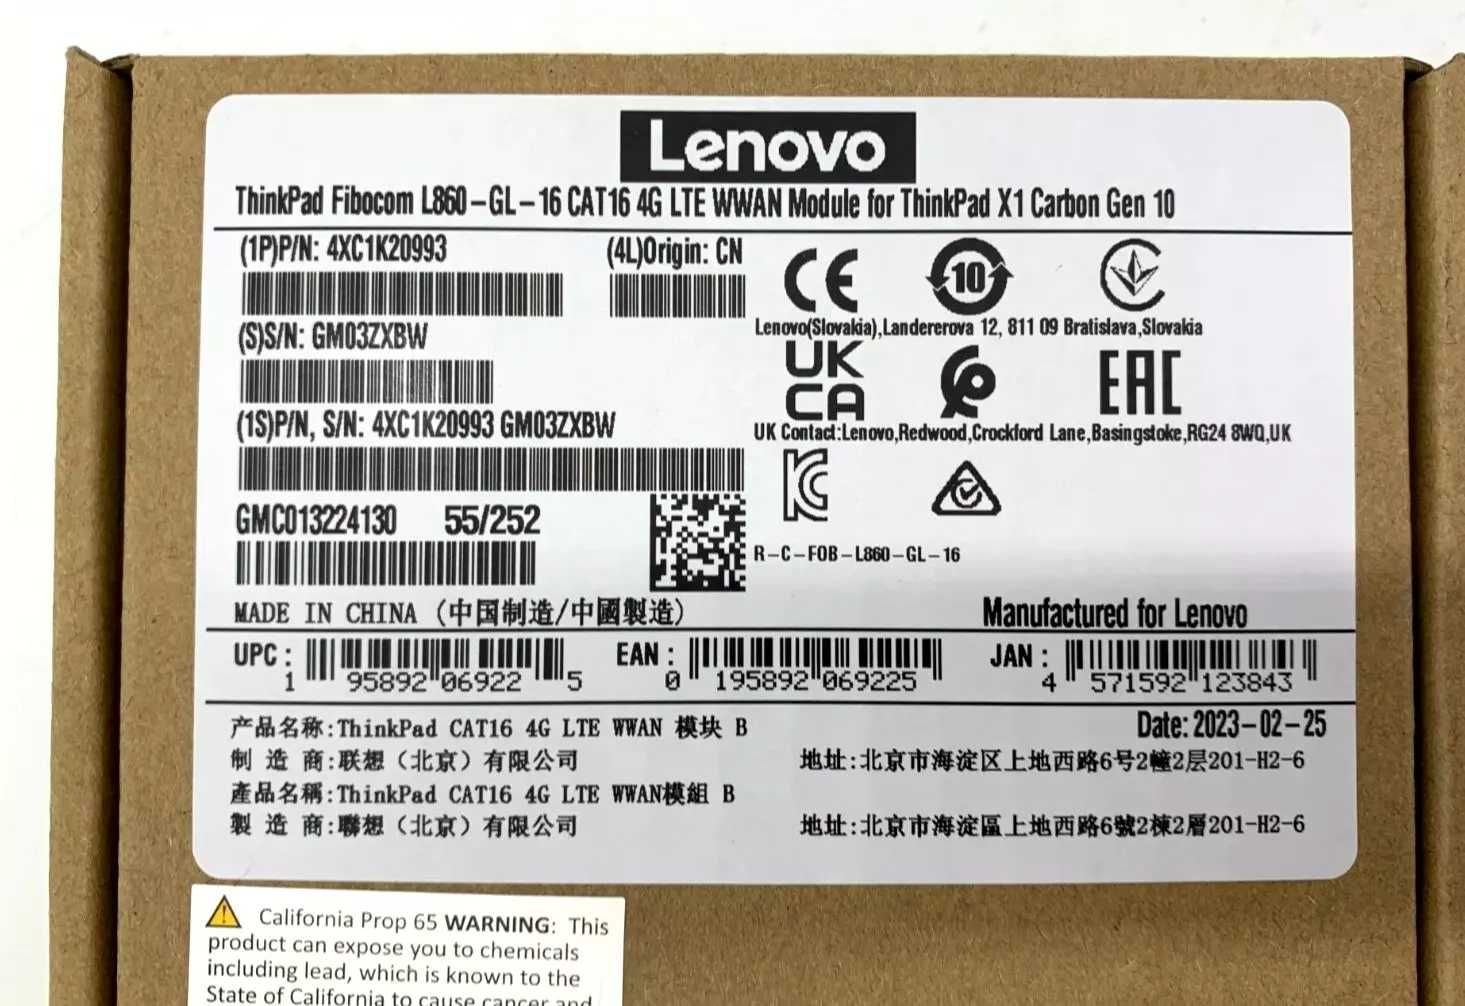 Lenovo
ThinkPad Fibocom L860-GL-16 CAT16 4G LTE WWAN Module for ThinkPad X1 Carbon Gen 10
(1P)P/N: 4XC1K20993
(4L)Origin: CN
(S)S/N: GM03ZXBW
(1S)P/N, S/N: 4XC1K20993 GM03ZXBW
GMC013224130 55/252
CE
10
Lenovo(Slovakia),Landererova 12, 811 09 Bratislava,Slovakia
UK
CA
EAC
UK Contact:Lenovo,Redwood,Crockford Lane,Basingstoke,RG24 8WQ,UK
R-C-FOB-L860-GL-16
MADE IN CHINA (中国制造/中國製造)
Manufactured for Lenovo
UPC: 1 95892 06922 5
EAN: 0 195892 069225
JAN: 4 571592 123843
产品名称:ThinkPad CAT16 4G LTE WWAN 模块 B
Date: 2023-02-25
制 造 商:联想（北京）有限公司
地址:北京市海淀区上地西路6号2幢2层201-H2-6
產品名稱:ThinkPad CAT16 4G LTE WWAN模組 B
製 造 商:聯想（北京）有限公司
地址:北京市海淀區上地西路6號2棟2層201-H2-6
California Prop 65 WARNING: This
product can expose you to chemicals
including lead, which is known to the
State of California to cause cancer and